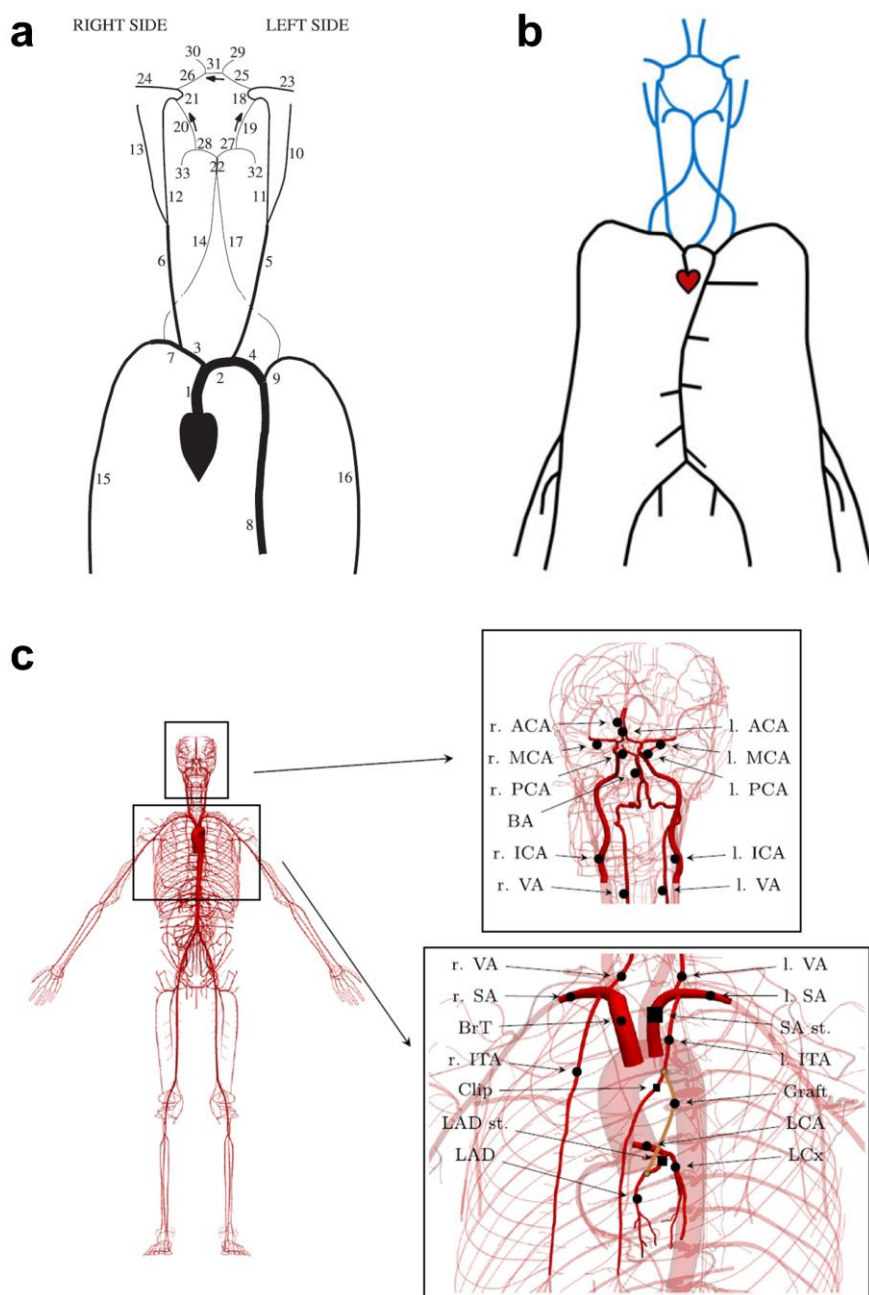 a
RIGHT SIDE LEFT SIDE
30 29
31
26 25
24 23
21 18
20 19
13 28 27 10
22
33 32
12 11
14 17
6 5
7 3 4
2 9
1
15 16
8
b
c
r. ACA l. ACA
r. MCA l. MCA
r. PCA l. PCA
BA
r. ICA l. ICA
r. VA l. VA
r. VA l. VA
r. SA l. SA
BrT SA st.
r. ITA l. ITA
Clip Graft
LAD st. LCA
LAD LCx